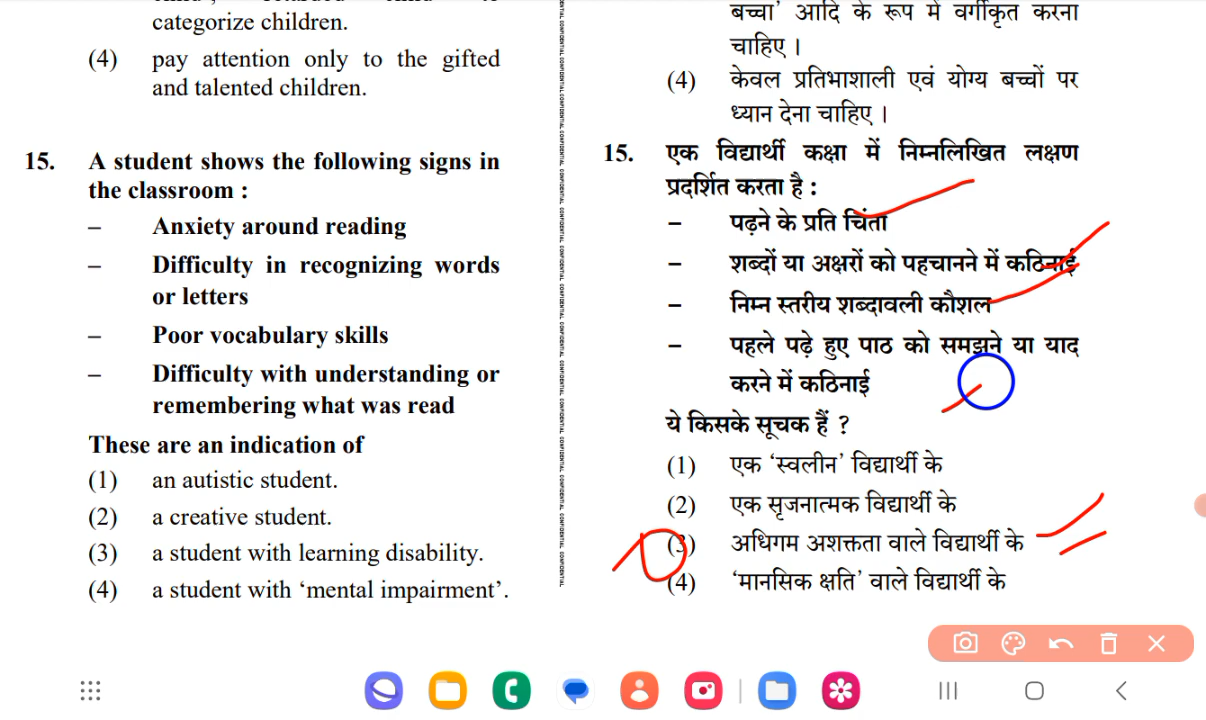 categorize children.
(4) pay attention only to the gifted
and talented children.
15. A student shows the following signs in
the classroom :
– Anxiety around reading
– Difficulty in recognizing words
or letters
– Poor vocabulary skills
– Difficulty with understanding or
remembering what was read
These are an indication of
(1) an autistic student.
(2) a creative student.
(3) a student with learning disability.
(4) a student with ‘mental impairment’.
बच्चा’ आदि के रूप में वर्गीकृत करना
चाहिए ।
(4) केवल प्रतिभाशाली एवं योग्य बच्चों पर
ध्यान देना चाहिए ।
15. एक विद्यार्थी कक्षा में निम्नलिखित लक्षण
प्रदर्शित करता है :
– पढ़ने के प्रति चिंता
– शब्दों या अक्षरों को पहचानने में कठिनाई
– निम्न स्तरीय शब्दावली कौशल
– पहले पढ़े हुए पाठ को समझने या याद
करने में कठिनाई
ये किसके सूचक हैं ?
(1) एक ‘स्वलीन’ विद्यार्थी के
(2) एक सृजनात्मक विद्यार्थी के
(3) अधिगम अशक्तता वाले विद्यार्थी के
(4) ‘मानसिक क्षति’ वाले विद्यार्थी के